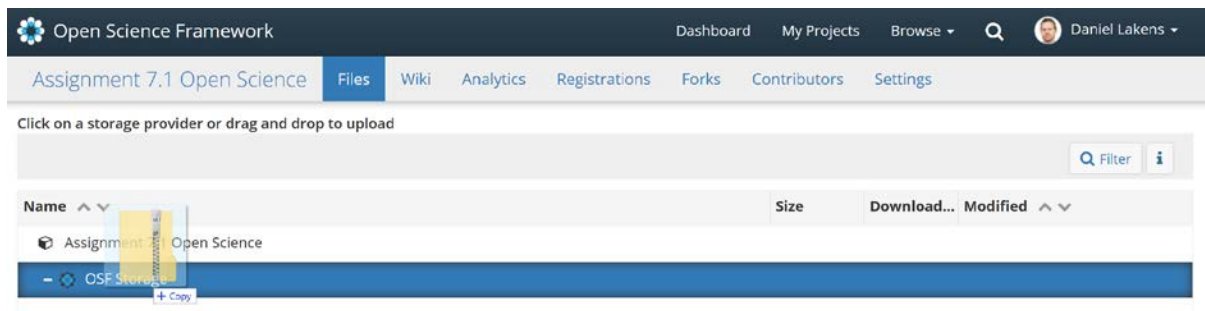 Open Science Framework Dashboard My Projects Browse Daniel Lakens
Assignment 7.1 Open Science Files Wiki Analytics Registrations Forks Contributors Settings
Click on a storage provider or drag and drop to upload
Filter i
Name Size Download... Modified
Assignment 7.1 Open Science
OSF Storage
+ Copy